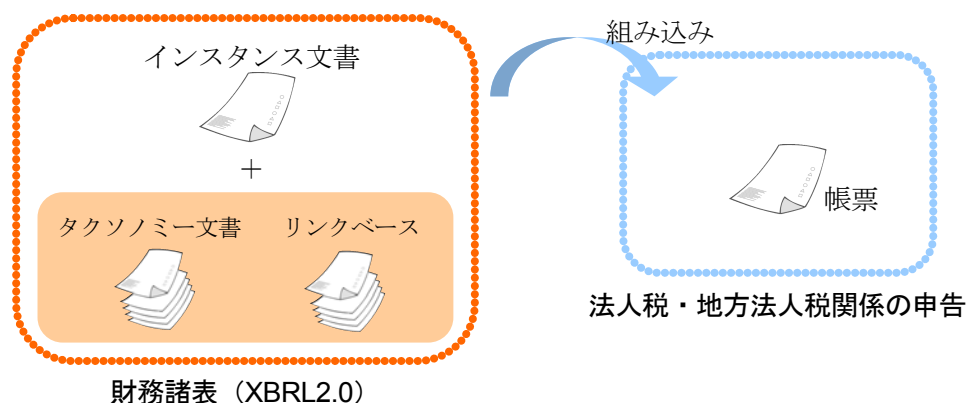 インスタンス文書
+
タクソノミー文書
リンクベース
財務諸表（XBRL2.0）
組み込み
帳票
法人税・地方法人税関係の申告